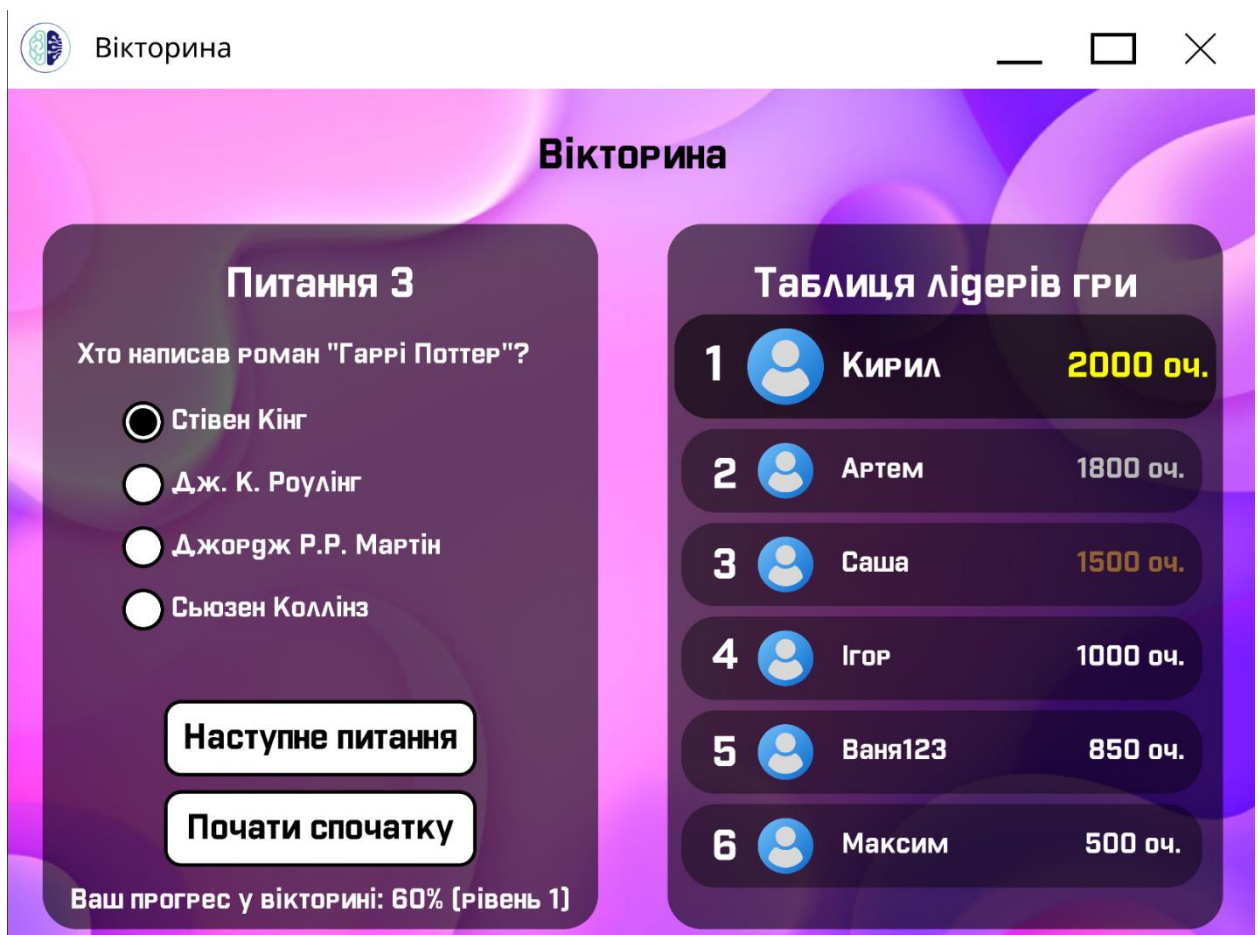 Вікторина
Вікторина
Питання 3
Хто написав роман "Гаррі Поттер"?
Стівен Кінг
Дж. К. Роулінг
Джордж Р.Р. Мартін
Сьюзен Коллінз
Наступне питання
Почати спочатку
Ваш прогрес у вікторині: 60% (рівень 1)
Таблиця лідерів гри
1 Кирил 2000 оч.
2 Артем 1800 оч.
3 Саша 1500 оч.
4 Ігор 1000 оч.
5 Ваня123 850 оч.
6 Максим 500 оч.